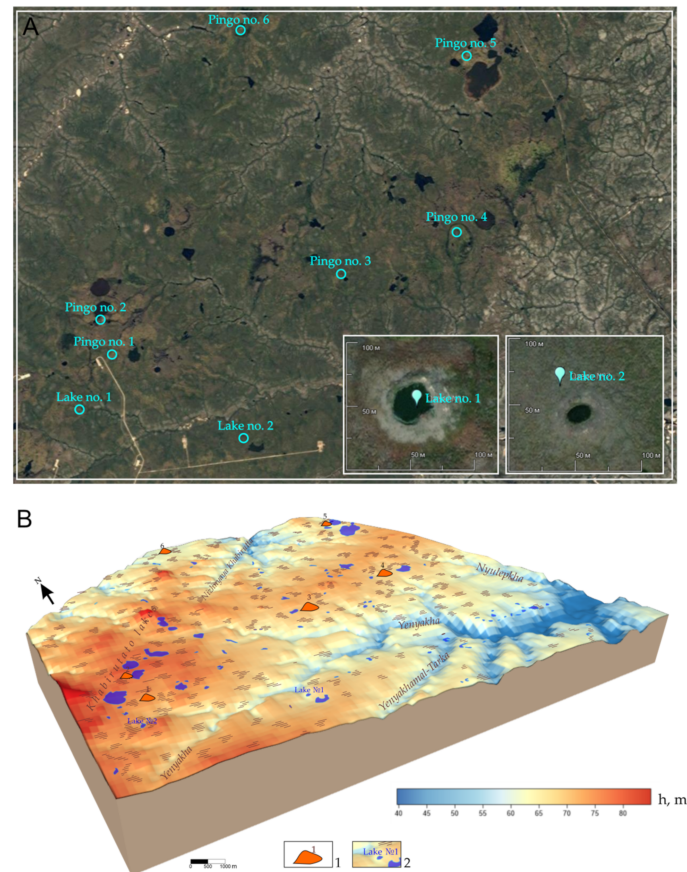 A
Pingo no. 6
Pingo no. 5
Pingo no. 4
Pingo no. 3
Pingo no. 2
Pingo no. 1
Lake no. 1
Lake no. 2
100 м
50 м
Lake no. 1
50 м
100 м
100 м
Lake no. 2
50 м
50 м
100 м
B
N
6
5
4
3
Nyulepidia
Yenyakha
Yenyakhamal-Tarka
Lake №1
Lake №2
Yenyakha
h, m
40 45 50 55 60 65 70 75 80
0 500 1000 m
1
1
Lake №1
2